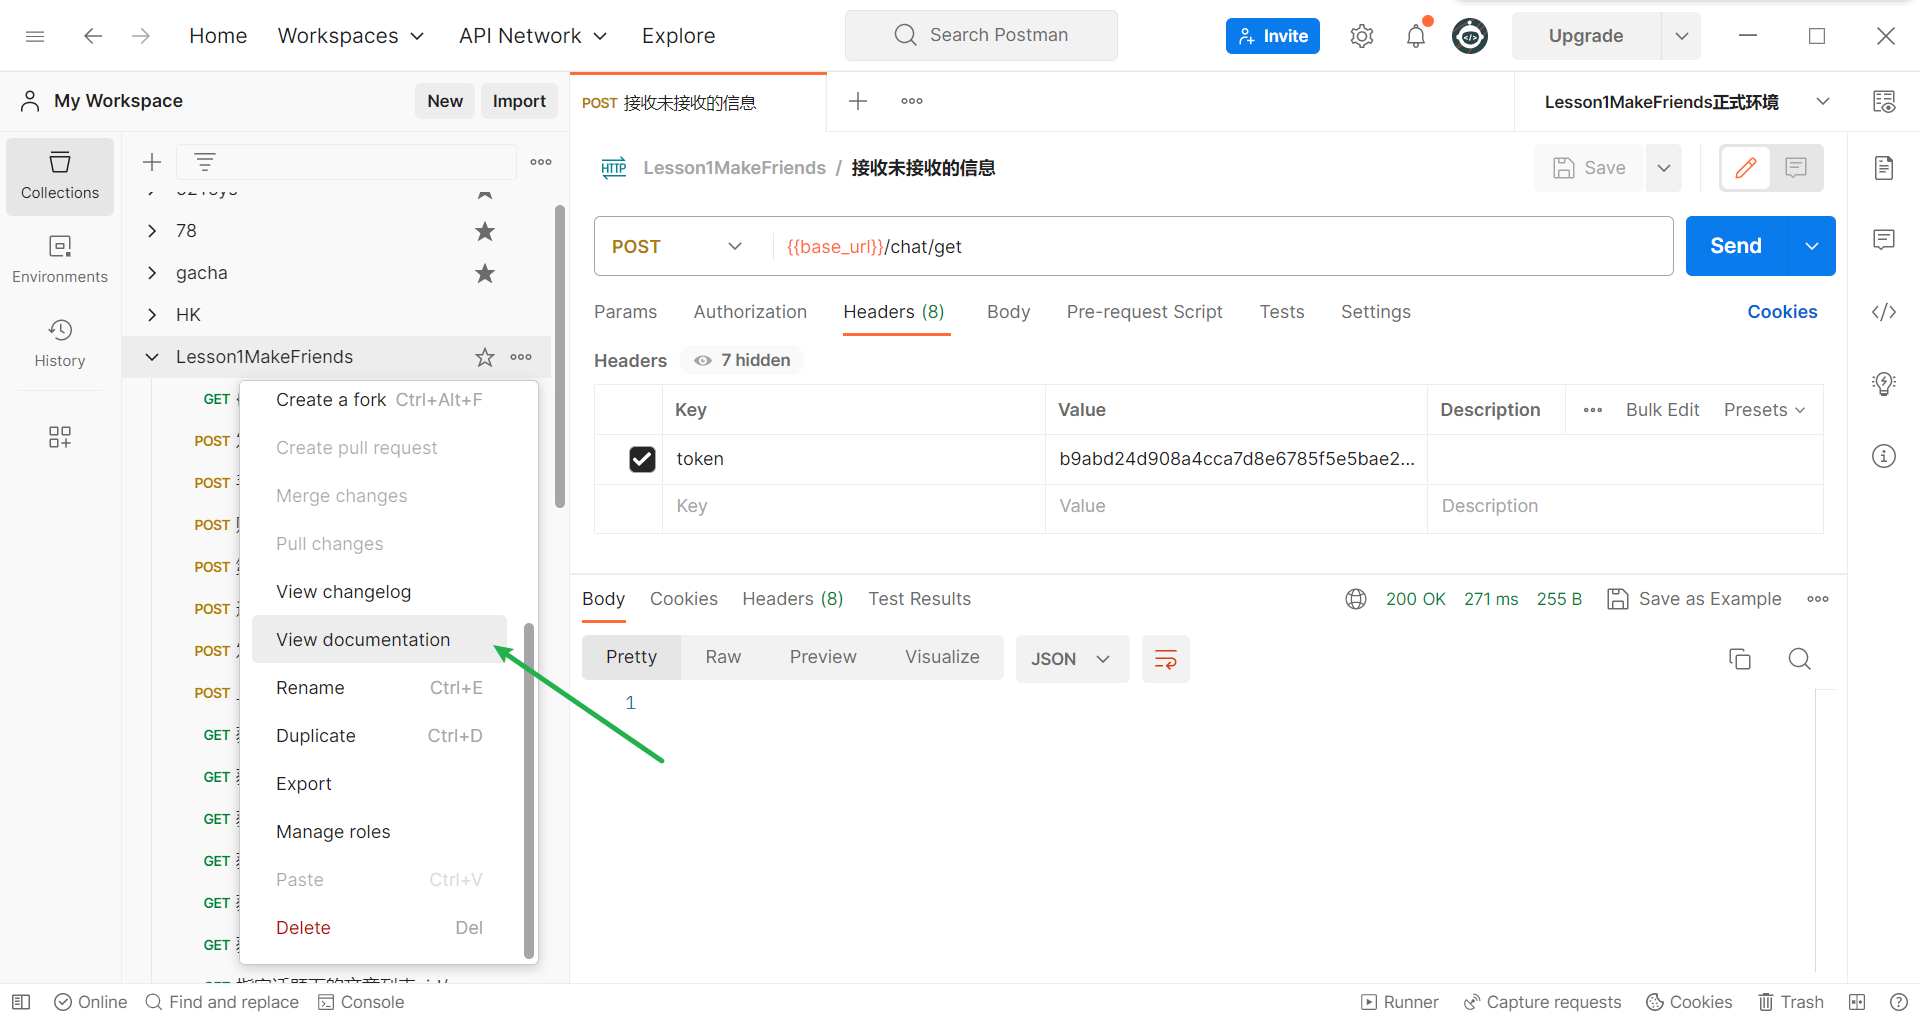 Home Workspaces API Network Explore Search Postman Invite Upgrade
My Workspace New Import
POST 接收未接收的信息
Lesson1MakeFriends正式环境
Collections
Environments
History
78
gacha
HK
Lesson1MakeFriends
GET
POST
POST
POST
POST
POST
POST
POST
GET
GET
GET
GET
GET
GET
Create a fork Ctrl+Alt+F
Create pull request
Merge changes
Pull changes
View changelog
View documentation
Rename Ctrl+E
Duplicate Ctrl+D
Export
Manage roles
Paste Ctrl+V
Delete Del
HTTP Lesson1MakeFriends / 接收未接收的信息 Save
POST {{base_url}}/chat/get Send
Params Authorization Headers (8) Body Pre-request Script Tests Settings Cookies
Headers 7 hidden
Key Value Description Bulk Edit Presets
token b9abd24d908a4cca7d8e6785f5e5bae2...
Key Value Description
Body Cookies Headers (8) Test Results 200 OK 271 ms 255 B Save as Example
Pretty Raw Preview Visualize JSON
1
Online Find and replace Console Runner Capture requests Cookies Trash